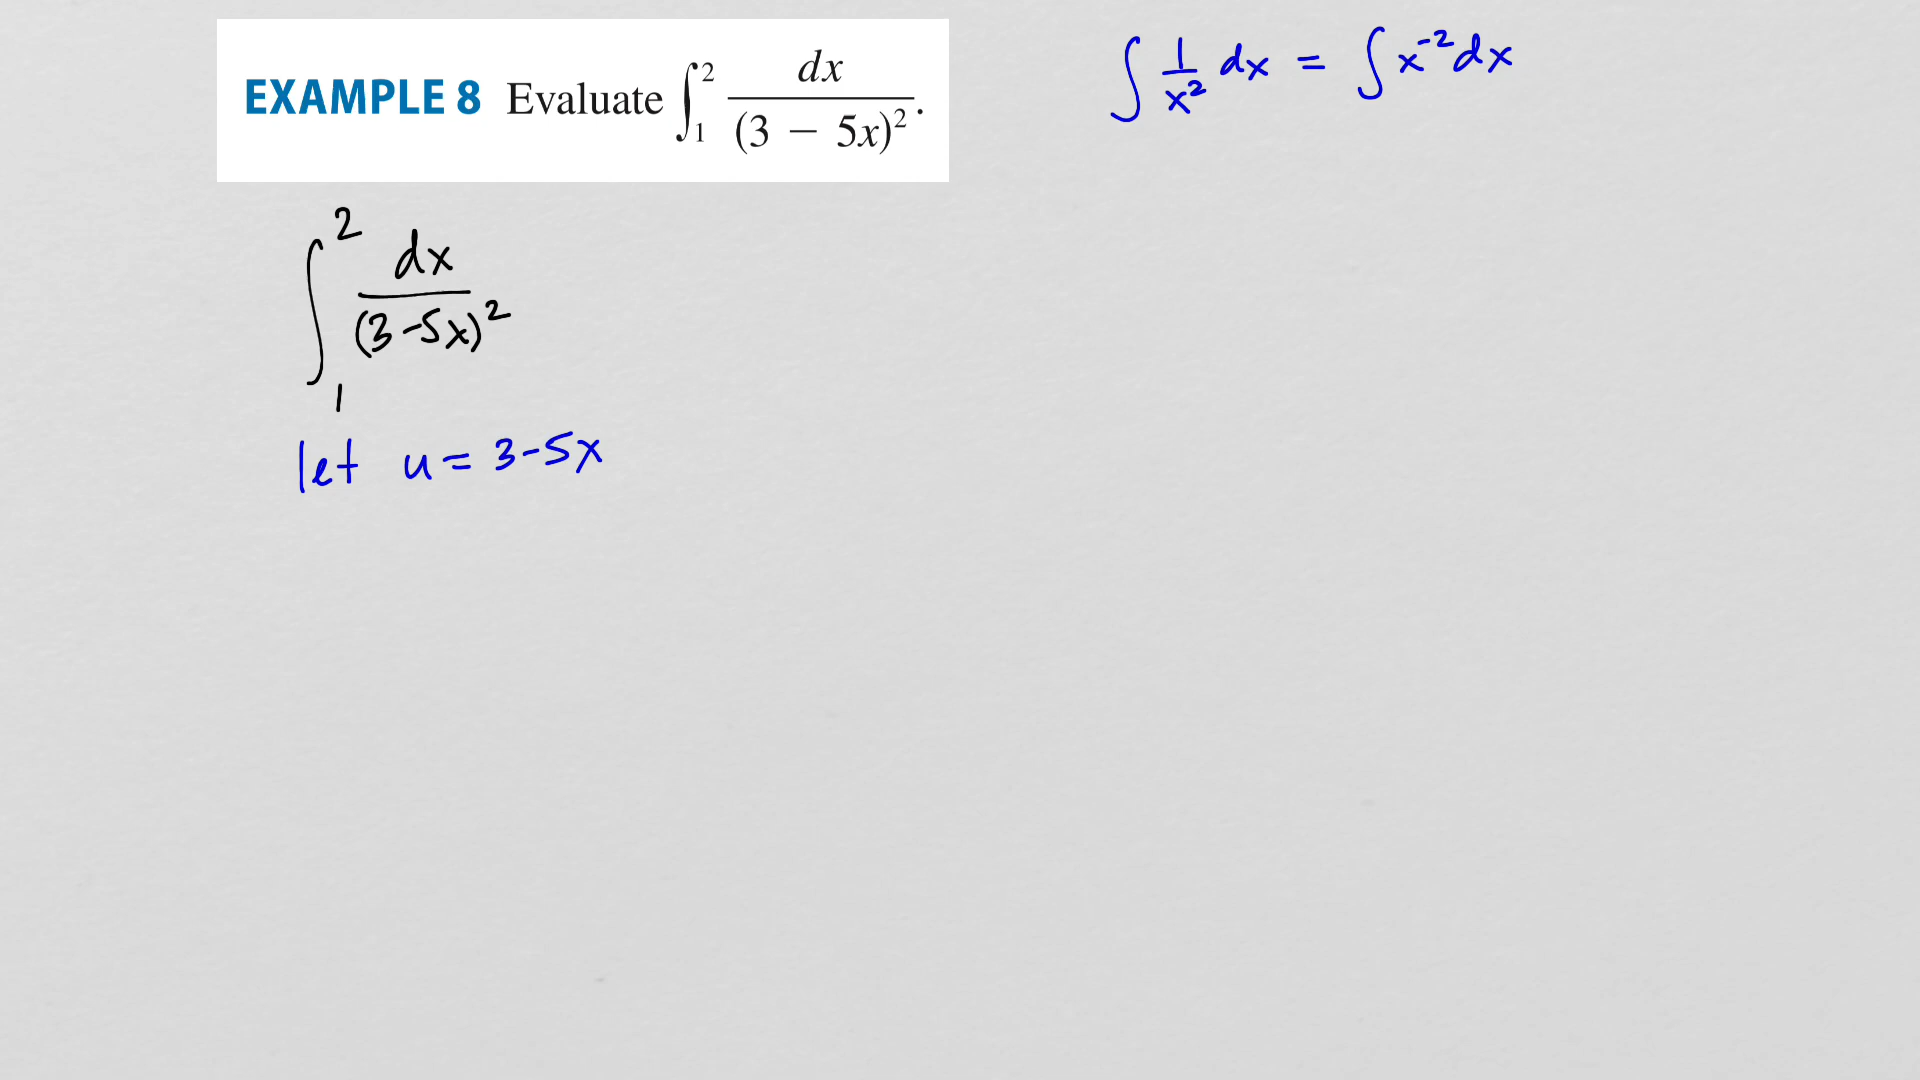 EXAMPLE 8 Evaluate ∫₁² dx/(3 − 5x)².
∫ 1/x² dx = ∫ x⁻² dx
∫₁² dx/(3-5x)²
let u = 3-5x